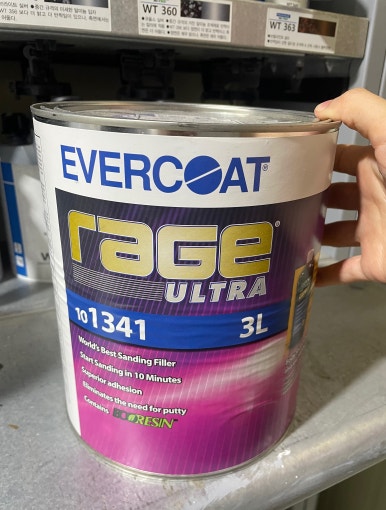 WT 360
WT 363
EVERCOAT®
rage®
ULTRA
101341 3L
World's Best Sanding Filler
Start Sanding in 10 Minutes
Superior adhesion
Eliminates the need for putty
Contains ECORESIN™